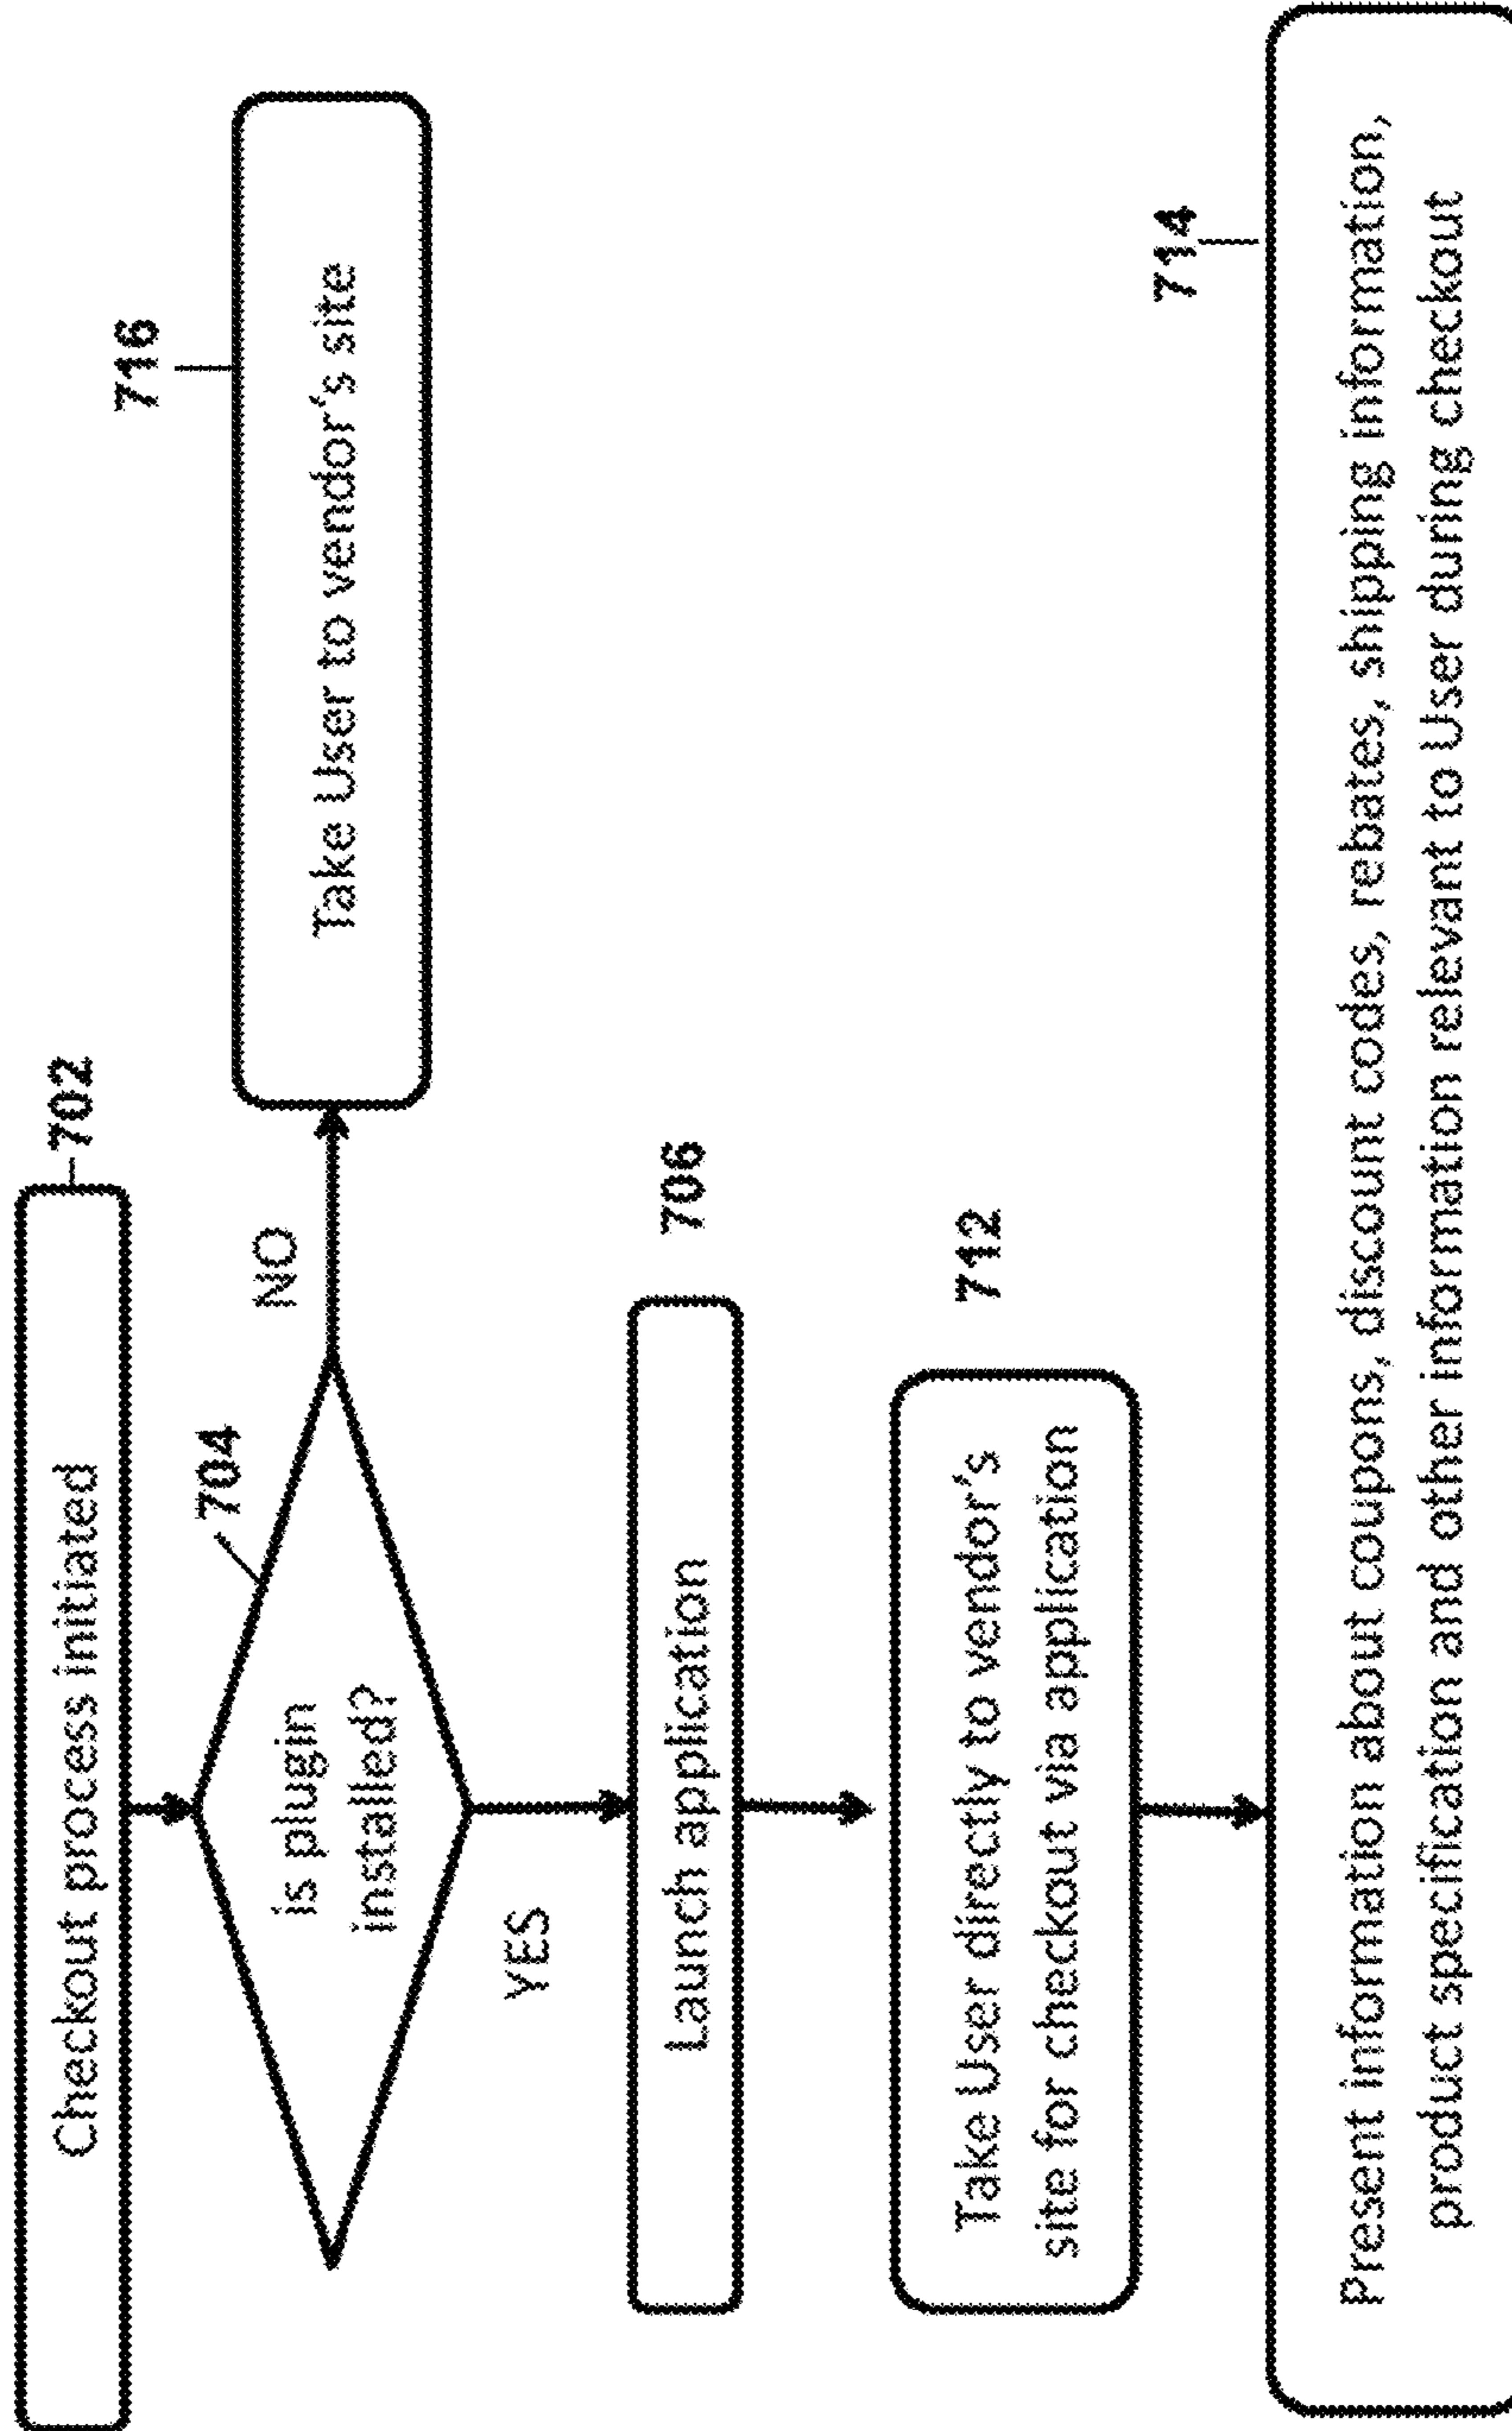 Checkout process initiated
702
704
is plugin
installed?
NO
716
Take User to vendor's site
YES
706
Launch application
712
Take User directly to vendor's
site for checkout via application
714
Present information about coupons, discount codes, rebates, shipping information,
product specification and other information relevant to User during checkout